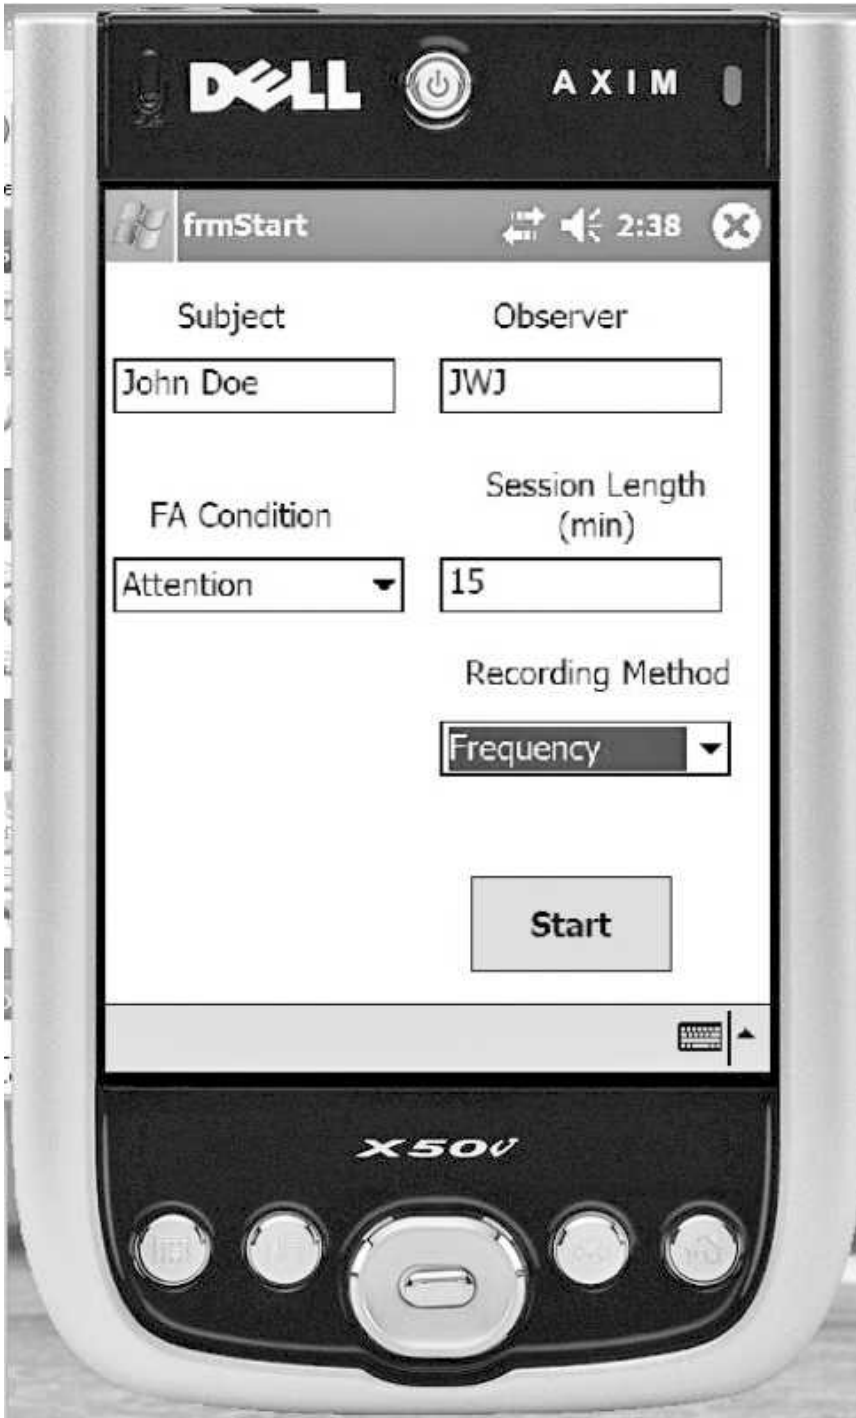 DELL
AXIM
frmStart 2:38
Subject Observer
John Doe JWJ
FA Condition Session Length
(min)
Attention 15
Recording Method
Frequency
Start
X50v